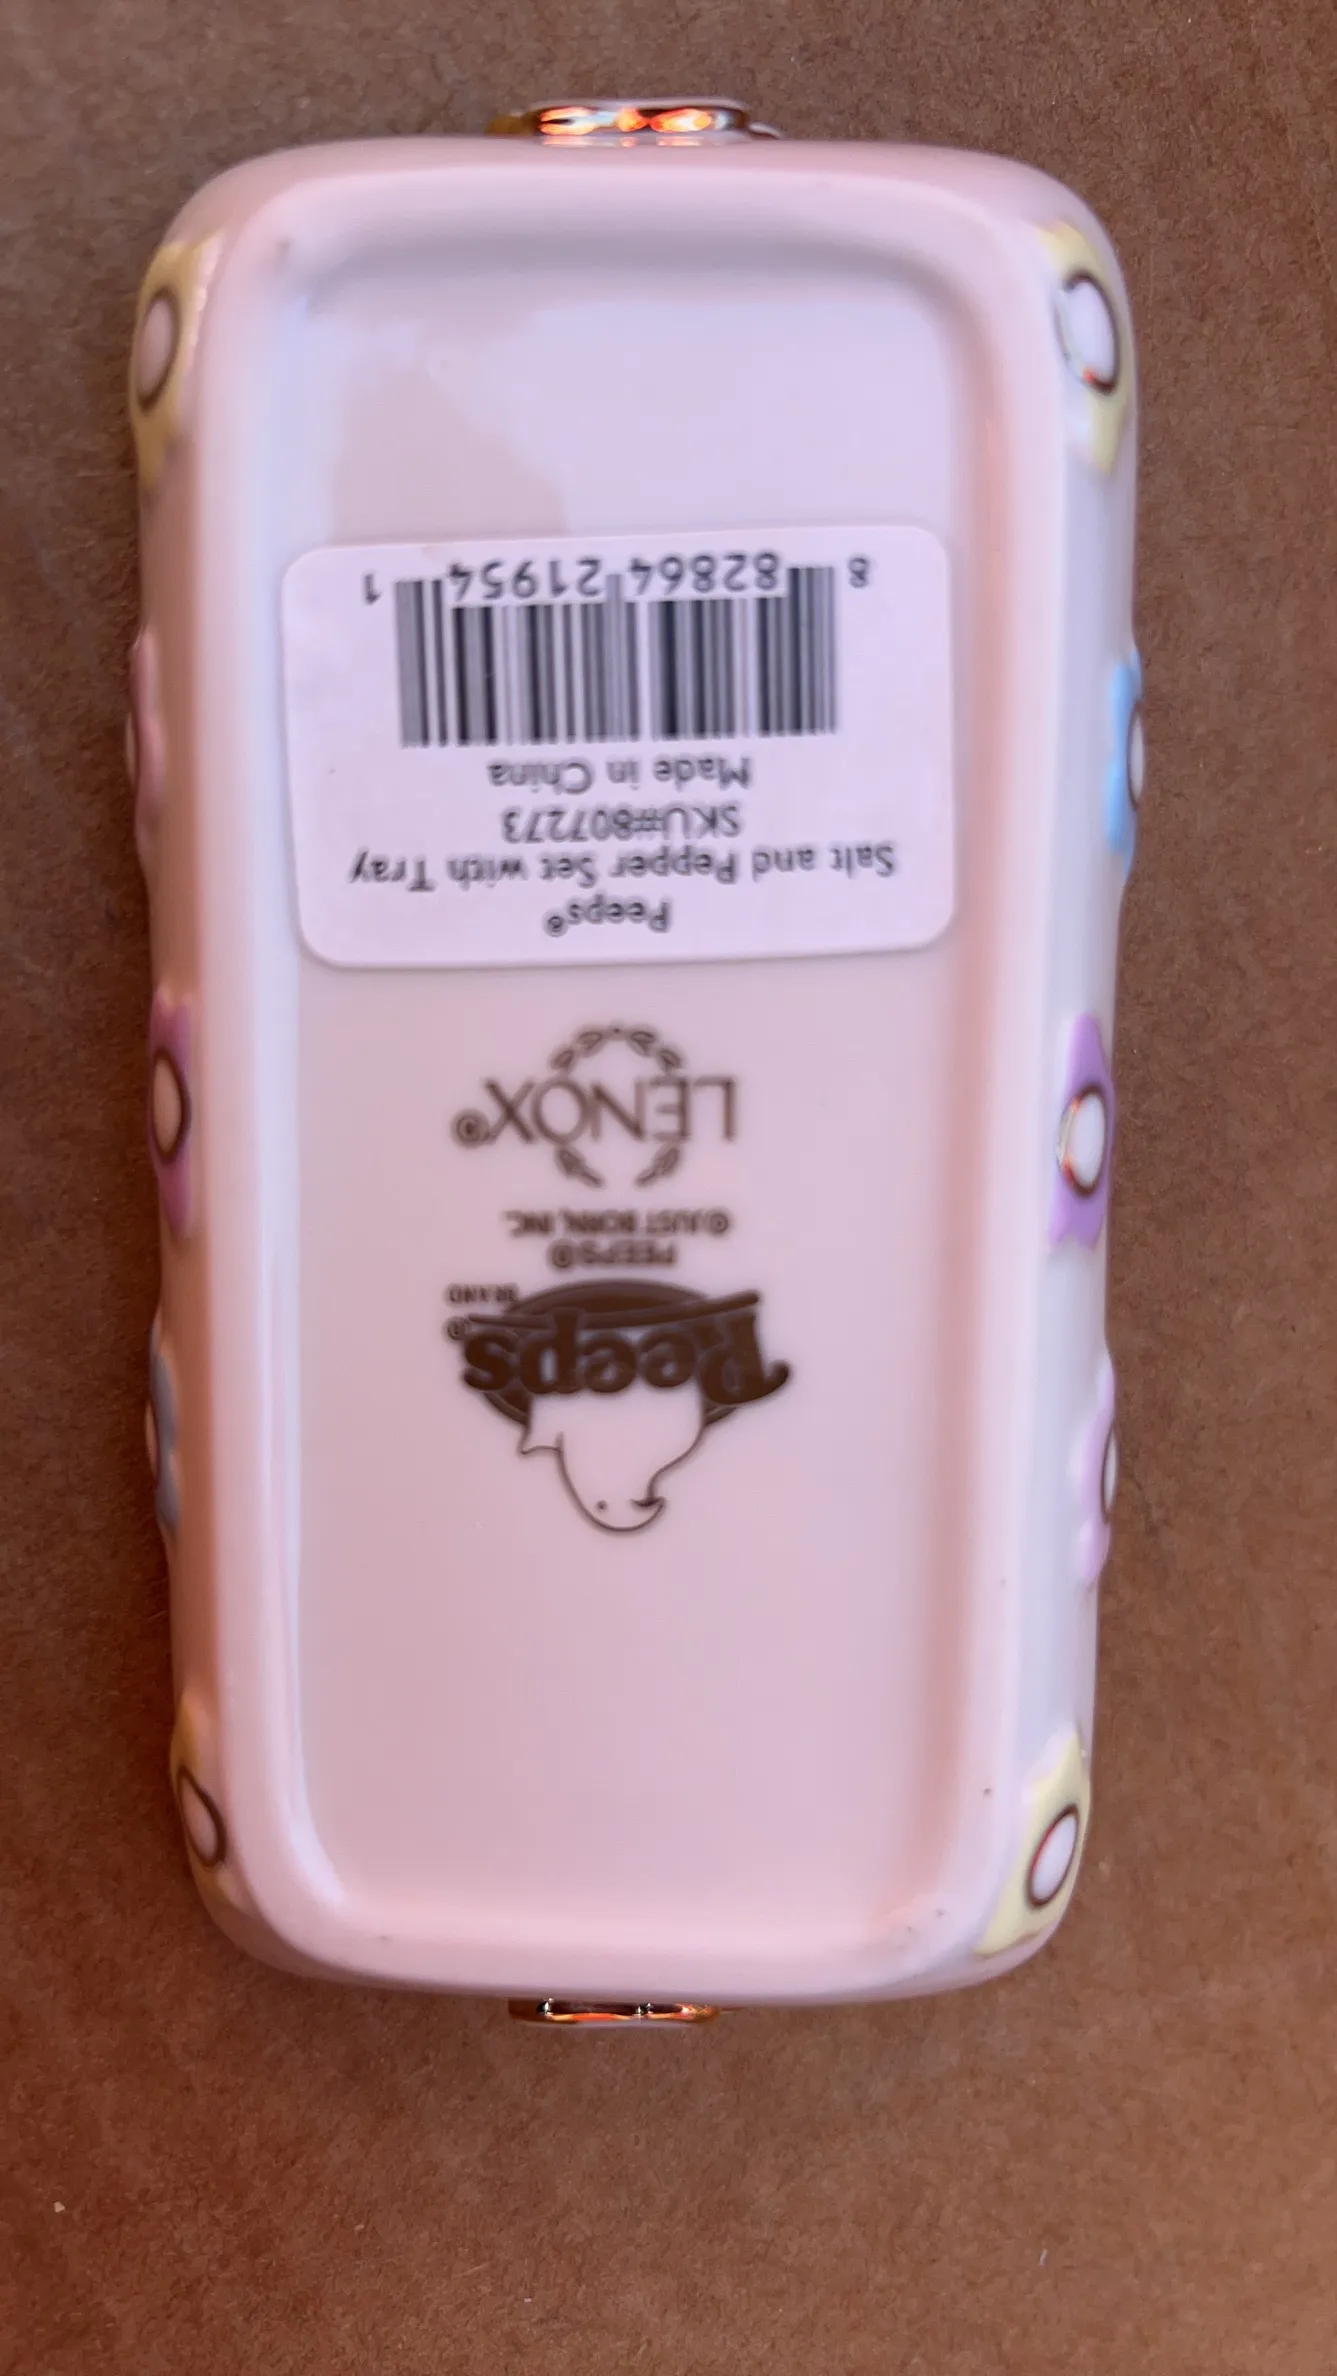 Peeps
®
BRAND
PEEPS®
©JUST BORN, INC.
LENOX®
Peeps®
Salt and Pepper Set with Tray
SKU#807273
Made in China
8 82864 21954 1